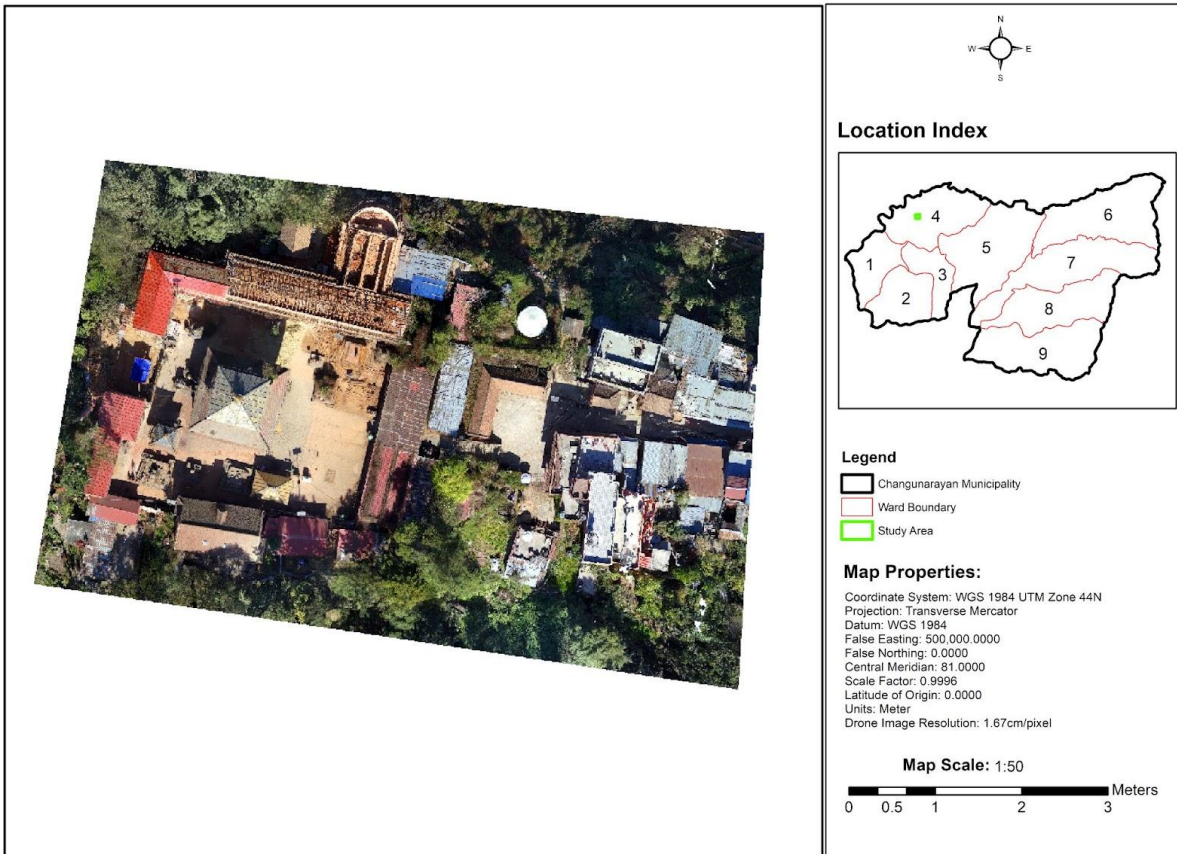 N
W E
S
Location Index
4
6
5
1
3
7
2
8
9
Legend
Changunarayan Municipality
Ward Boundary
Study Area
Map Properties:
Coordinate System: WGS 1984 UTM Zone 44N
Projection: Transverse Mercator
Datum: WGS 1984
False Easting: 500,000.0000
False Northing: 0.0000
Central Meridian: 81.0000
Scale Factor: 0.9996
Latitude of Origin: 0.0000
Units: Meter
Drone Image Resolution: 1.67cm/pixel
Map Scale: 1:50
Meters
0 0.5 1 2 3